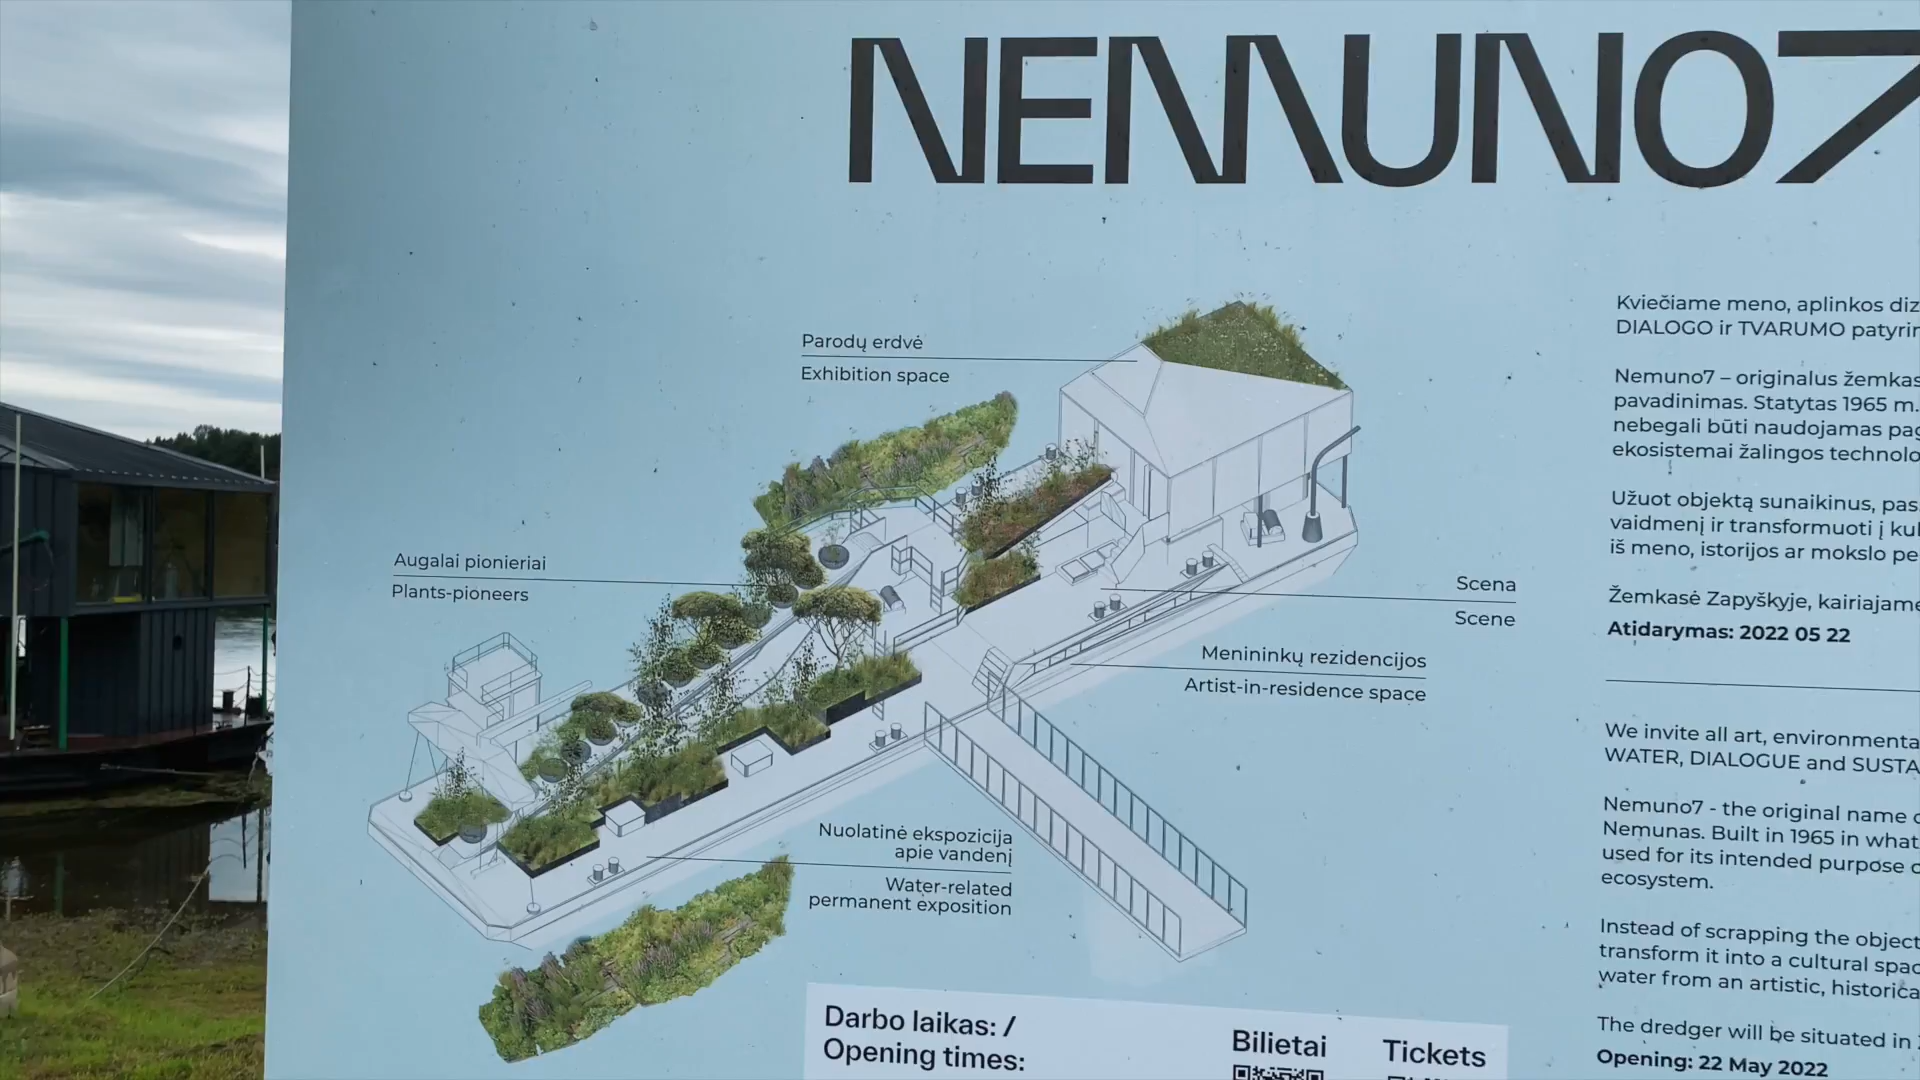 NEMUNO7
Parodų erdvė
Exhibition space
Augalai pionieriai
Plants-pioneers
Scena
Scene
Menininkų rezidencijos
Artist-in-residence space
Nuolatinė ekspozicija
apie vandenį
Water-related
permanent exposition
Darbo laikas: /
Opening times:
Bilietai
Tickets
Kviečiame meno, aplinkos
DIALOGO ir TVARUMO
Nemuno7 – originalus
pavadinimas. Statytas 1965 m.
nebegali būti naudojamas
ekosistemai žalingos
Užuot objektą sunaikinus,
vaidmenį ir transformuoti į
iš meno, istorijos ar mokslo
Žemkasė Zapyškyje,
Atidarymas: 2022 05 22
We invite all art,
WATER, DIALOGUE and
Nemuno7 - the original name
Nemunas. Built in 1965 in what
used for its intended purpose
ecosystem.
Instead of scrapping the object
transform it into a cultural
water from an artistic,
The dredger will be situated in
Opening: 22 May 2022